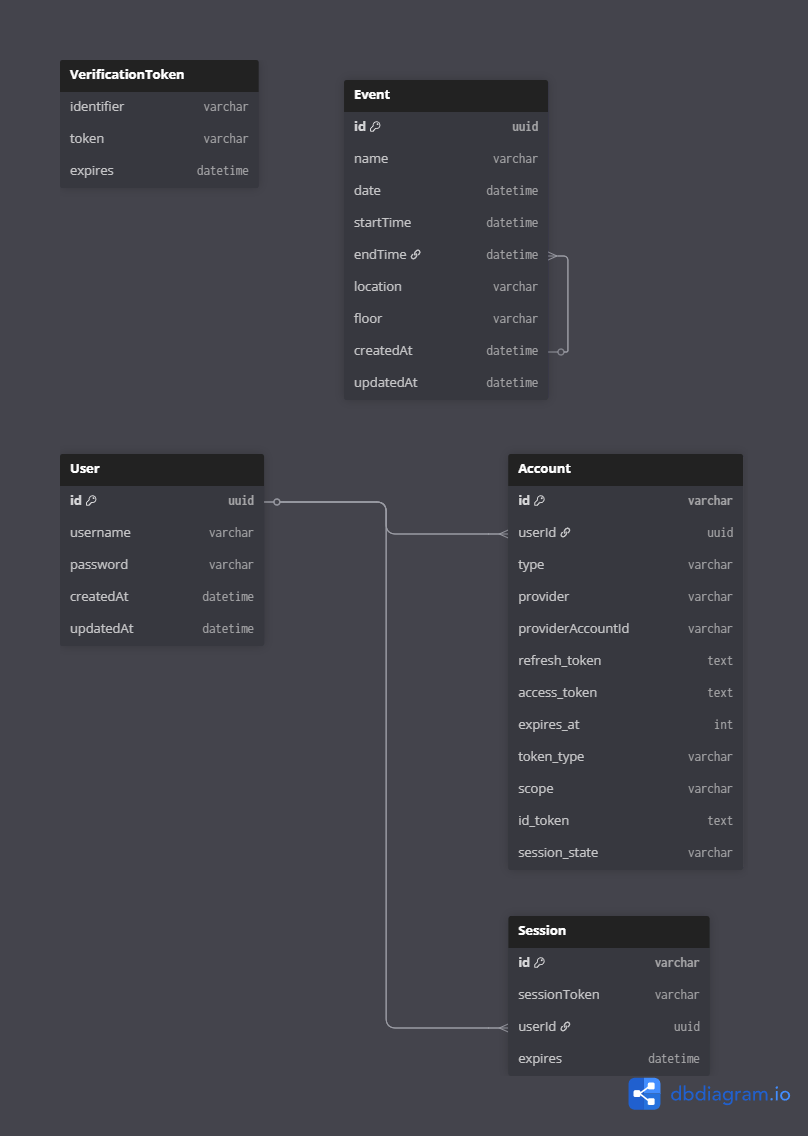 VerificationToken
identifier varchar
token varchar
expires datetime
Event
id uuid
name varchar
date datetime
startTime datetime
endTime datetime
location varchar
floor varchar
createdAt datetime
updatedAt datetime
User
id uuid
username varchar
password varchar
createdAt datetime
updatedAt datetime
Account
id varchar
userId uuid
type varchar
provider varchar
providerAccountId varchar
refresh_token text
access_token text
expires_at int
token_type varchar
scope varchar
id_token text
session_state varchar
Session
id varchar
sessionToken varchar
userId uuid
expires datetime
dbdiagram.io